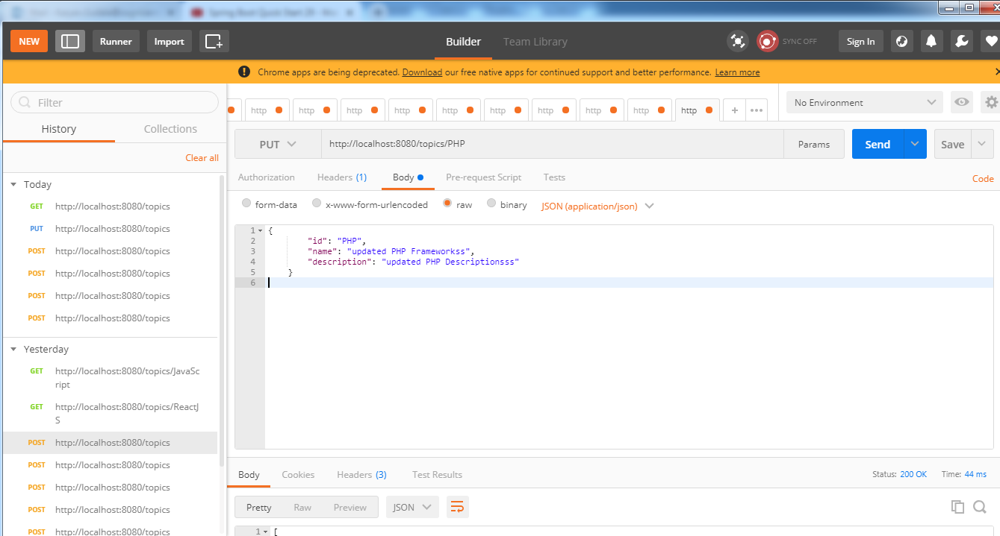 NEW Runner Import Builder Team Library SYNC OFF Sign In
Chrome apps are being deprecated. Download our free native apps for continued support and better performance. Learn more
Filter
History Collections
Clear all
Today
GET http://localhost:8080/topics
PUT http://localhost:8080/topics
POST http://localhost:8080/topics
POST http://localhost:8080/topics
POST http://localhost:8080/topics
POST http://localhost:8080/topics
Yesterday
GET http://localhost:8080/topics/JavaSc
ript
GET http://localhost:8080/topics/ReactJ
S
POST http://localhost:8080/topics
POST http://localhost:8080/topics
POST http://localhost:8080/topics
POST http://localhost:8080/topics
POST http://localhost:8080/topics
http http http http http http http http http http + ••• No Environment
PUT http://localhost:8080/topics/PHP Params Send Save
Authorization Headers (1) Body Pre-request Script Tests Code
form-data x-www-form-urlencoded raw binary JSON (application/json)
1 {
2 "id": "PHP",
3 "name": "updated PHP Frameworkss",
4 "description": "updated PHP Descriptionsss"
5 }
6
Body Cookies Headers (3) Test Results Status: 200 OK Time: 44 ms
Pretty Raw Preview JSON
1 [